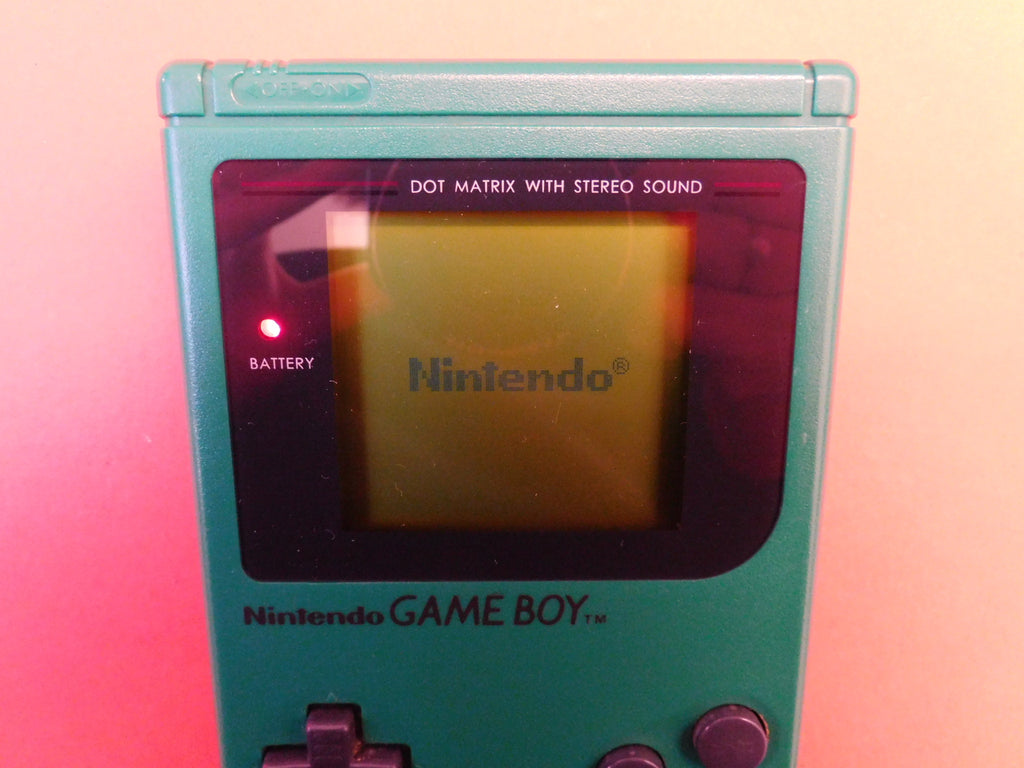 ◁OFF•ON▷
DOT MATRIX WITH STEREO SOUND
BATTERY
Nintendo®
Nintendo GAME BOY™